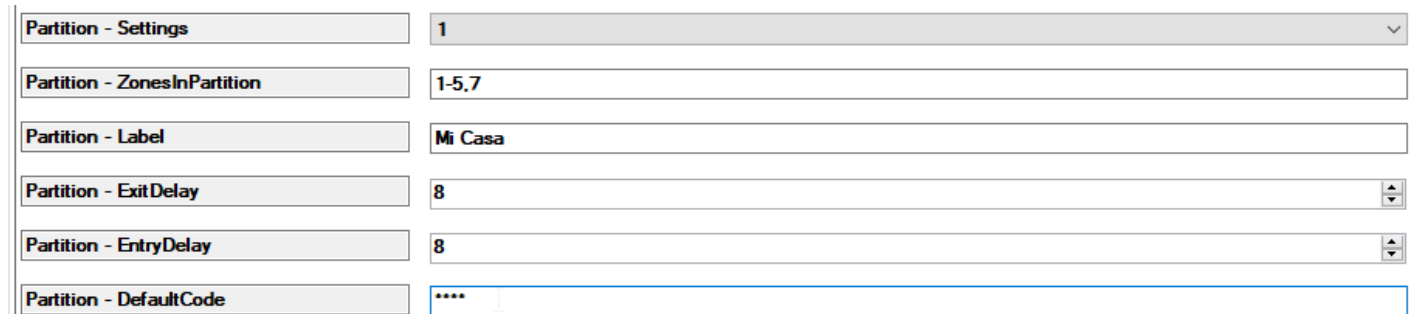 Partition - Settings 1
Partition - ZonesInPartition 1-5,7
Partition - Label Mi Casa
Partition - ExitDelay 8
Partition - EntryDelay 8
Partition - DefaultCode ****